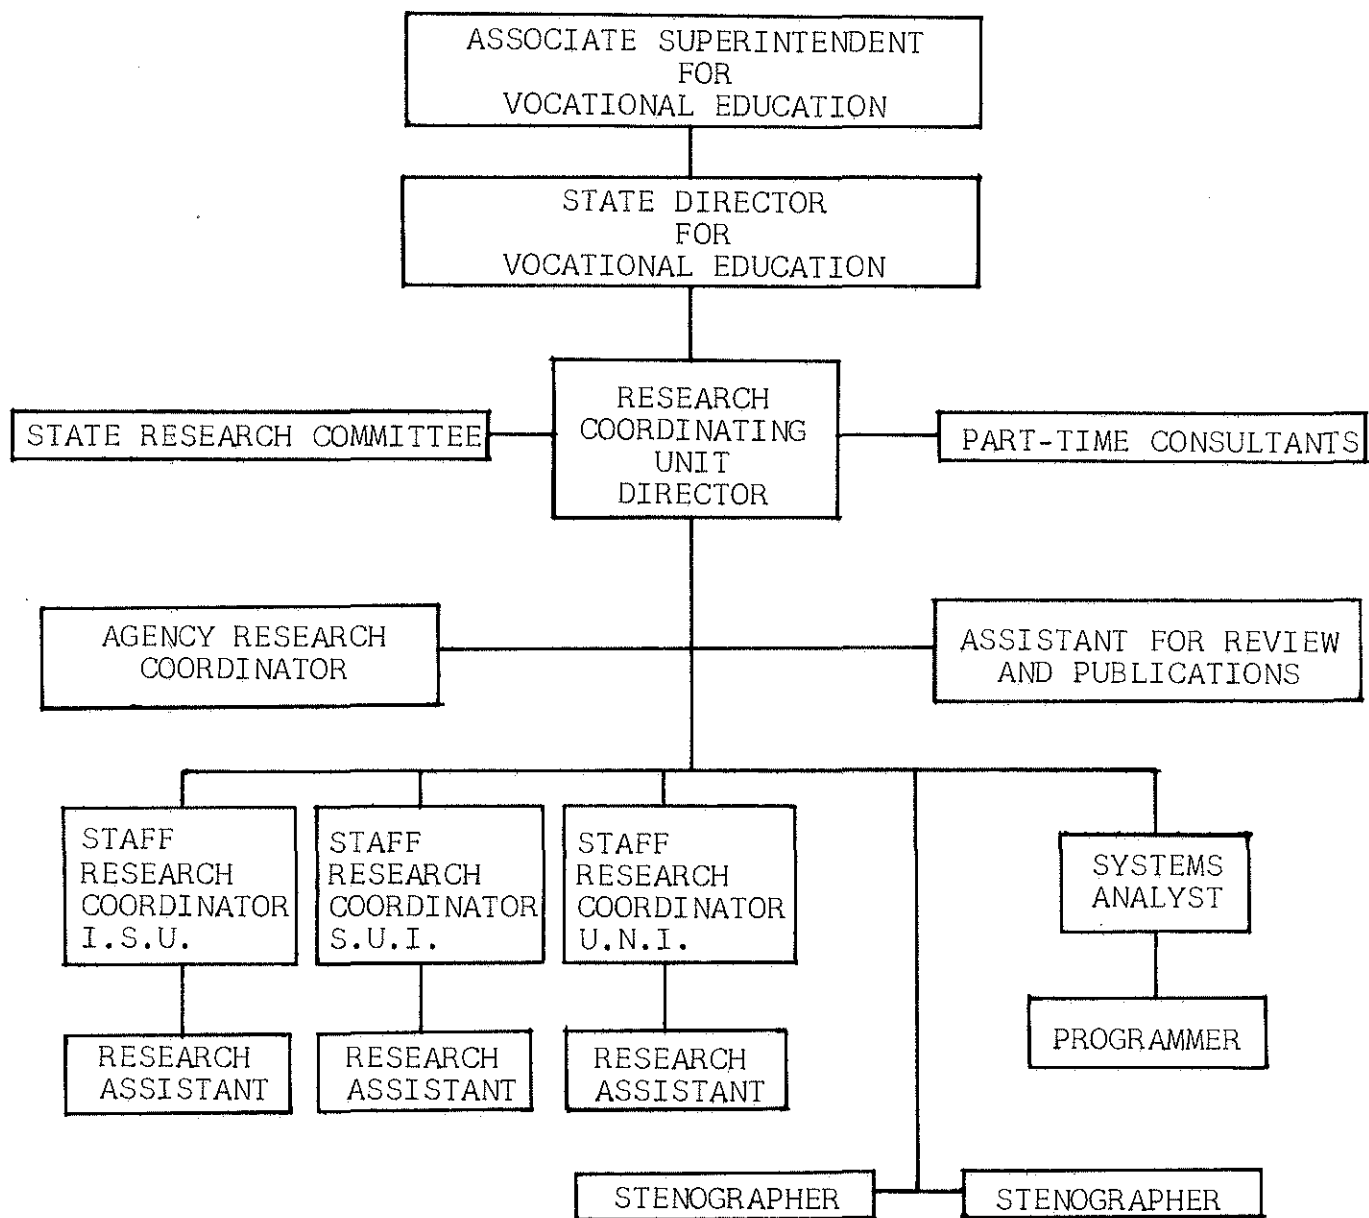 ASSOCIATE SUPERINTENDENT
FOR
VOCATIONAL EDUCATION
STATE DIRECTOR
FOR
VOCATIONAL EDUCATION
RESEARCH
COORDINATING
UNIT
DIRECTOR
STATE RESEARCH COMMITTEE
PART-TIME CONSULTANTS
AGENCY RESEARCH
COORDINATOR
ASSISTANT FOR REVIEW
AND PUBLICATIONS
STAFF
RESEARCH
COORDINATOR
I.S.U.
STAFF
RESEARCH
COORDINATOR
S.U.I.
STAFF
RESEARCH
COORDINATOR
U.N.I.
SYSTEMS
ANALYST
RESEARCH
ASSISTANT
RESEARCH
ASSISTANT
RESEARCH
ASSISTANT
PROGRAMMER
STENOGRAPHER
STENOGRAPHER